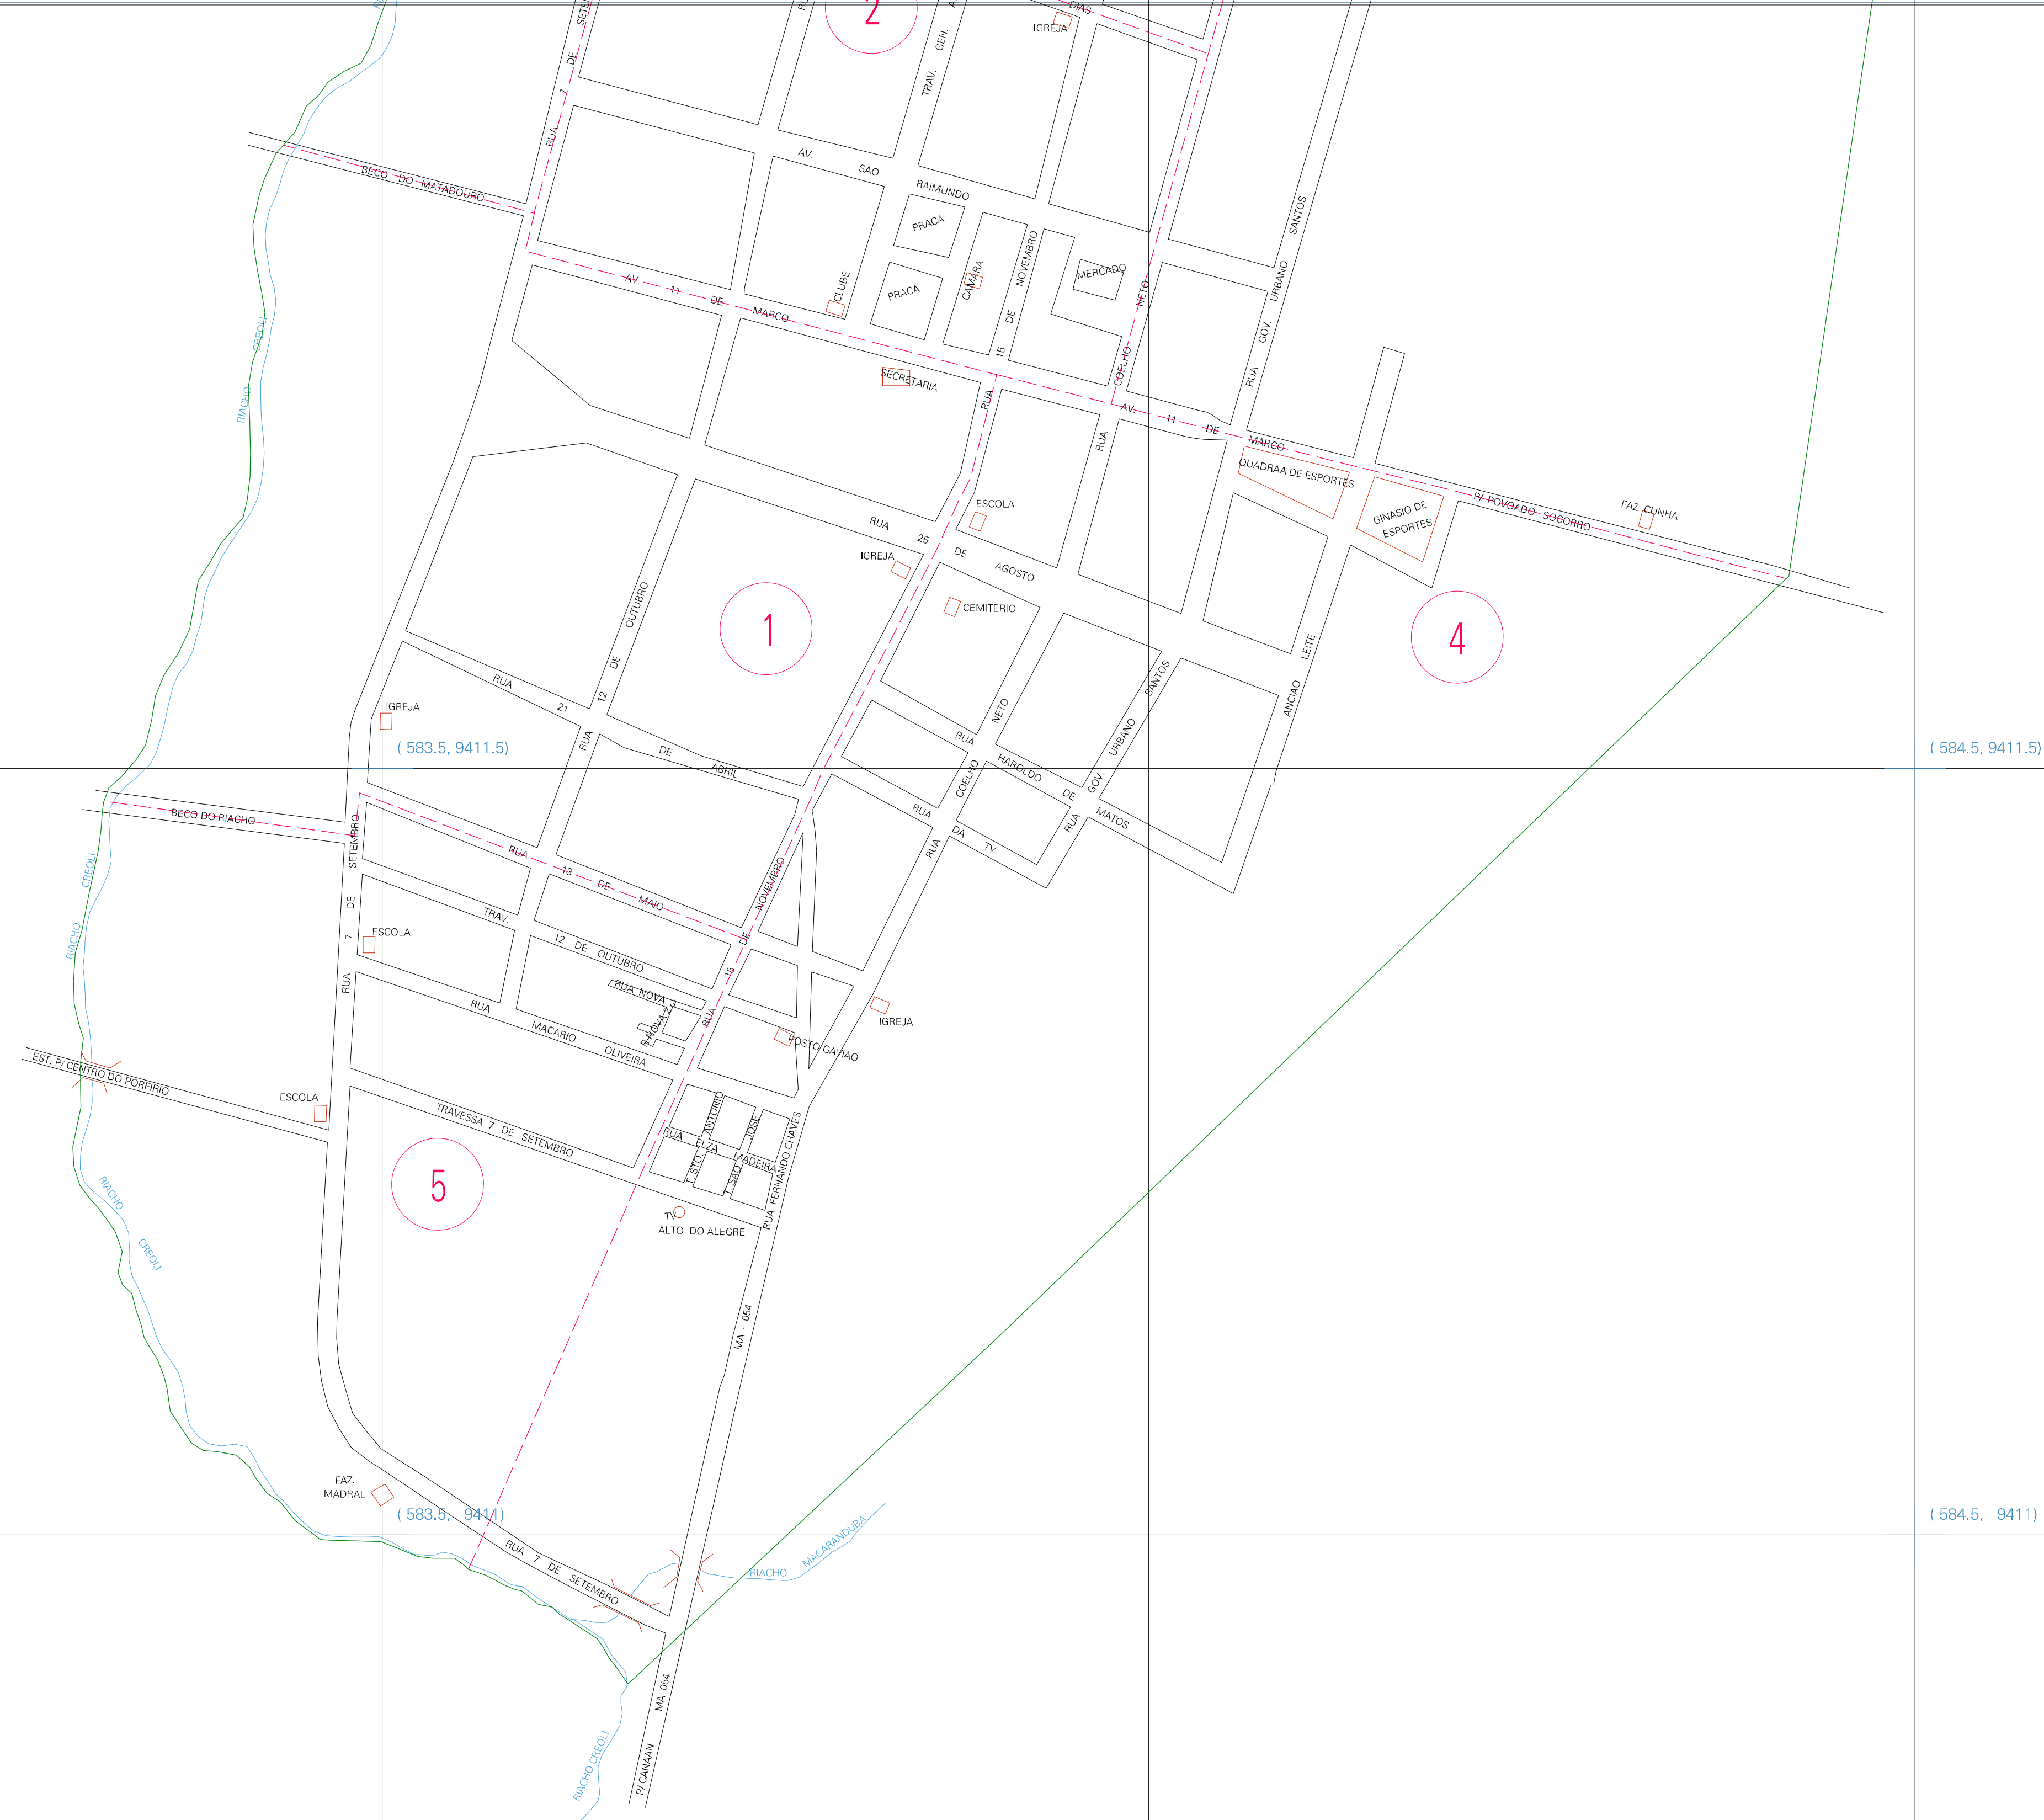 2
DIAS
IGREJA
RUA 7 DE SETEM
TRAV. GEN.
BECO DO MATADOURO
AV. SAO RAIMUNDO
PRACA
PRACA
CAMARA
MERCADO
CLUBE
RUA 15 DE NOVEMBRO
RUA COELHO NETO
RUA GOV. URBANO SANTOS
AV. 11 DE MARCO
SECRETARIA
AV. 11 DE MARCO
QUADRAA DE ESPORTES
GINASIO DE
ESPORTES
P/ POVOADO SOCORRO
FAZ CUNHA
RIACHO CREOLI
ESCOLA
RUA 25 DE AGOSTO
IGREJA
CEMITERIO
1
4
RUA 12 DE OUTUBRO
RUA 21 DE ABRIL
IGREJA
ANCIAO LEITE
( 583.5, 9411.5)
( 584.5, 9411.5)
RUA HAROLDO DE MATOS
RUA COELHO NETO
RUA GOV. URBANO SANTOS
RUA DA TV
BECO DO RIACHO
RUA 7 DE SETEMBRO
RUA 13 DE MAIO
RUA 15 DE NOVEMBRO
RIACHO CREOLI
TRAV. 12 DE OUTUBRO
ESCOLA
RUA NOVA 3
R NOVA 2
RUA MACARIO OLIVEIRA
IGREJA
POSTO GAVIAO
EST. P/ CENTRO DO PORFIRIO
ESCOLA
TRAVESSA 7 DE SETEMBRO
RUA ELZA MADEIRA
T. STO. ANTONIO
T. SAO JOSE
RUA FERNANDO CHAVES
5
TV
ALTO DO ALEGRE
RIACHO CREOLI
MA - 054
FAZ.
MADRAL
( 583.5, 9411)
( 584.5, 9411)
RUA 7 DE SETEMBRO
RIACHO MACARANDUBA
MA 054
P/ CANAAN
RIACHO CREOLI